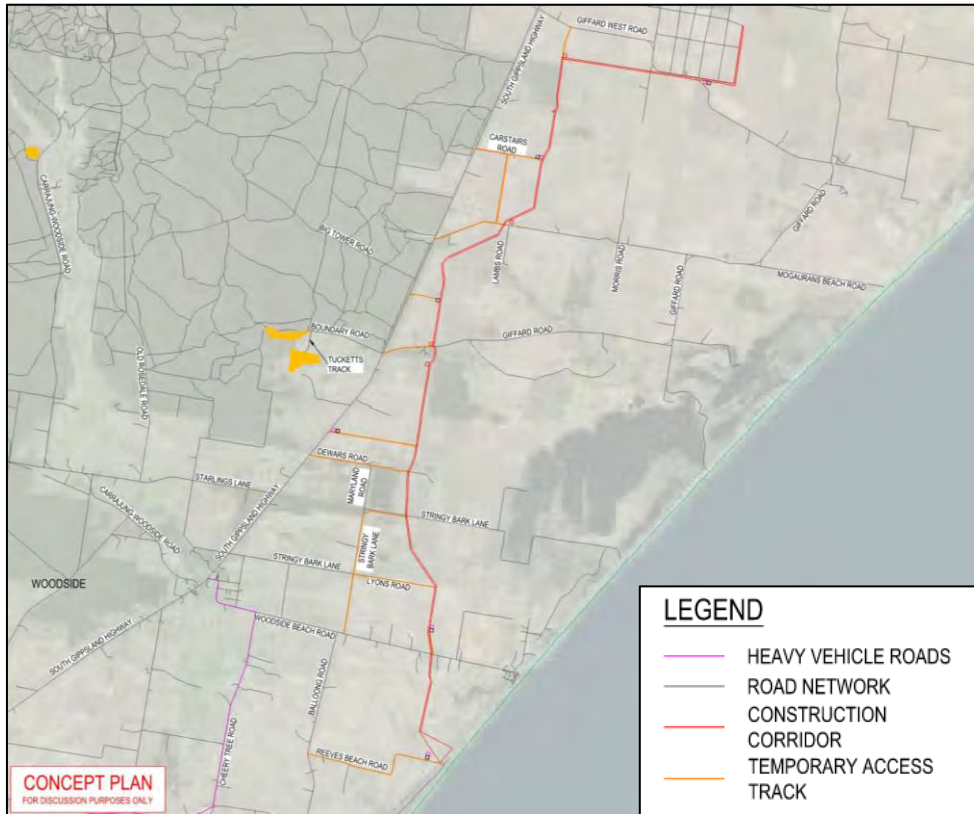 GIFFARD WEST ROAD
SOUTH GIPPSLAND HIGHWAY
CARSTAIRS
ROAD
CARRAJUNG-WOODSIDE ROAD
BIG TOWER ROAD
LAMBS ROAD
MORRIS ROAD
GIFFARD ROAD
GIFFARD ROAD
MOGAURANS BEACH ROAD
BOUNDARY ROAD
GIFFARD ROAD
TUCKETTS
TRACK
OLD ROSEDALE ROAD
DEWARS ROAD
MARYLAND
ROAD
STARLINGS LANE
CARRAJUNG-WOODSIDE ROAD
SOUTH GIPPSLAND HIGHWAY
STRINGY BARK LANE
STRINGY
BARK LANE
STRINGY BARK LANE
LYONS ROAD
WOODSIDE
WOODSIDE BEACH ROAD
SOUTH GIPPSLAND HIGHWAY
BALLOONG ROAD
CHEERY TREE ROAD
REEVES BEACH ROAD
CONCEPT PLAN
FOR DISCUSSION PURPOSES ONLY
LEGEND
HEAVY VEHICLE ROADS
ROAD NETWORK
CONSTRUCTION
CORRIDOR
TEMPORARY ACCESS
TRACK